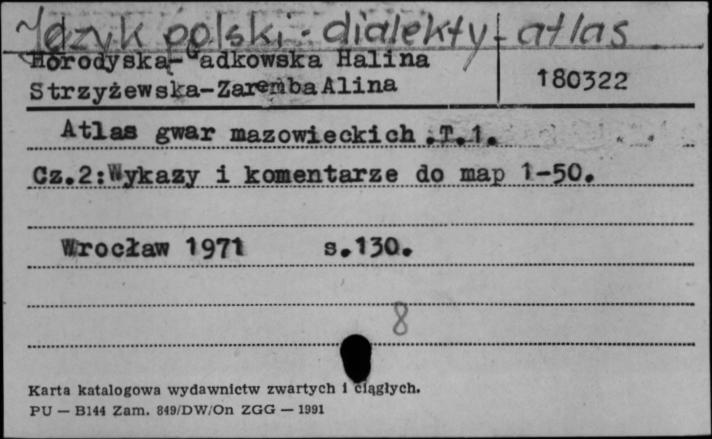 Język polski - dialekty - atlas
Horodyska-Gadkowska Halina
Strzyżewska-Zaremba Alina
180322
Atlas gwar mazowieckich .T.1.
Cz.2:Wykazy i komentarze do map 1-50.
Wrocław 1971 s.130.
8
Karta katalogowa wydawnictw zwartych i ciągłych.
PU — B144 Zam. 849/DW/On ZGG — 1991